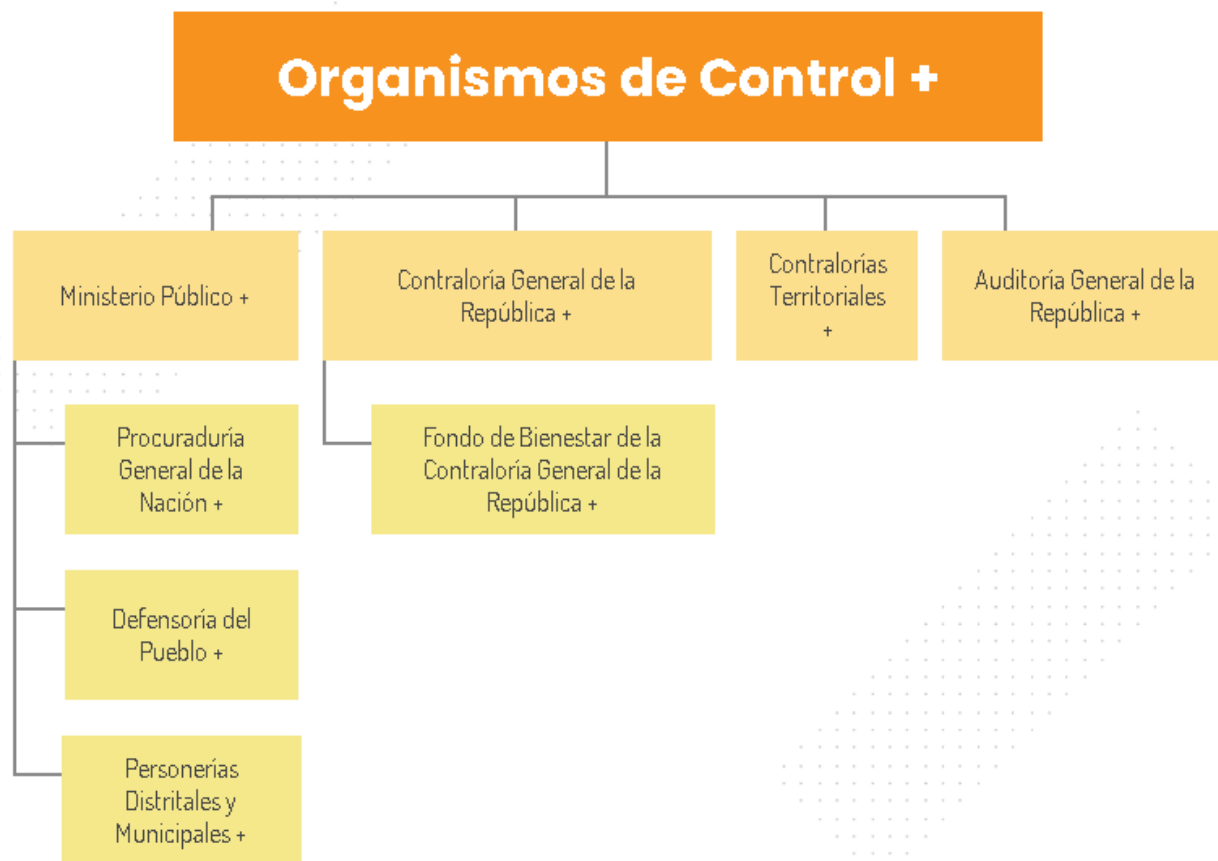 Organismos de Control +
Ministerio Público +
Contraloría General de la
República +
Contralorías
Territoriales
+
Auditoría General de la
República +
Procuraduría
General de la
Nación +
Fondo de Bienestar de la
Contraloría General de la
República +
Defensoría del
Pueblo +
Personerías
Distritales y
Municipales +